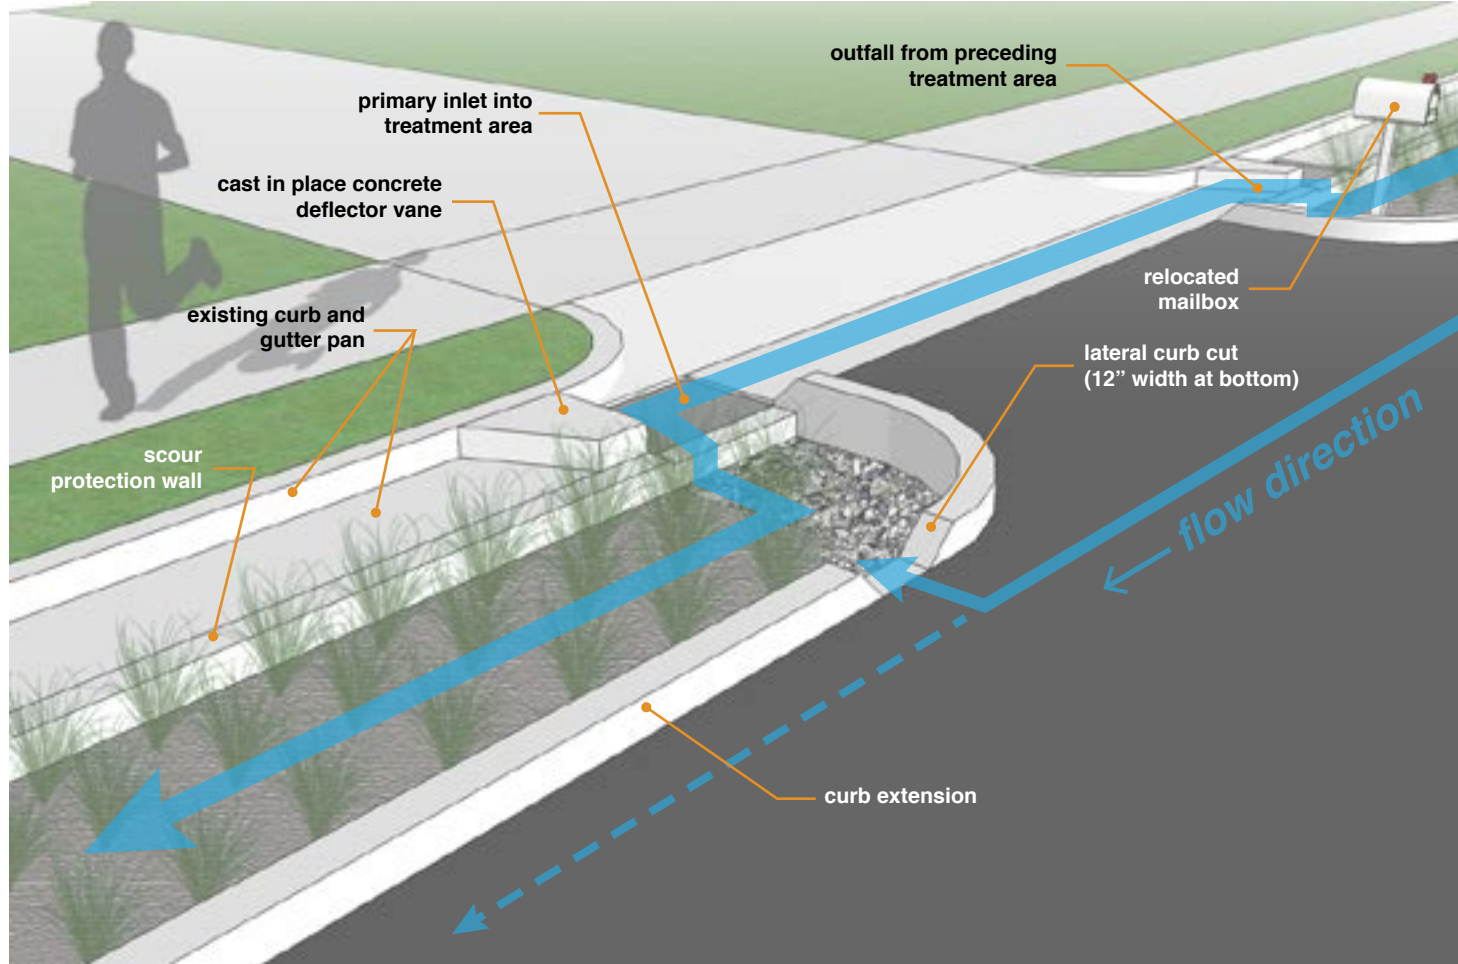 outfall from preceding
treatment area
primary inlet into
treatment area
cast in place concrete
deflector vane
relocated
mailbox
existing curb and
gutter pan
lateral curb cut
(12” width at bottom)
flow direction
scour
protection wall
curb extension